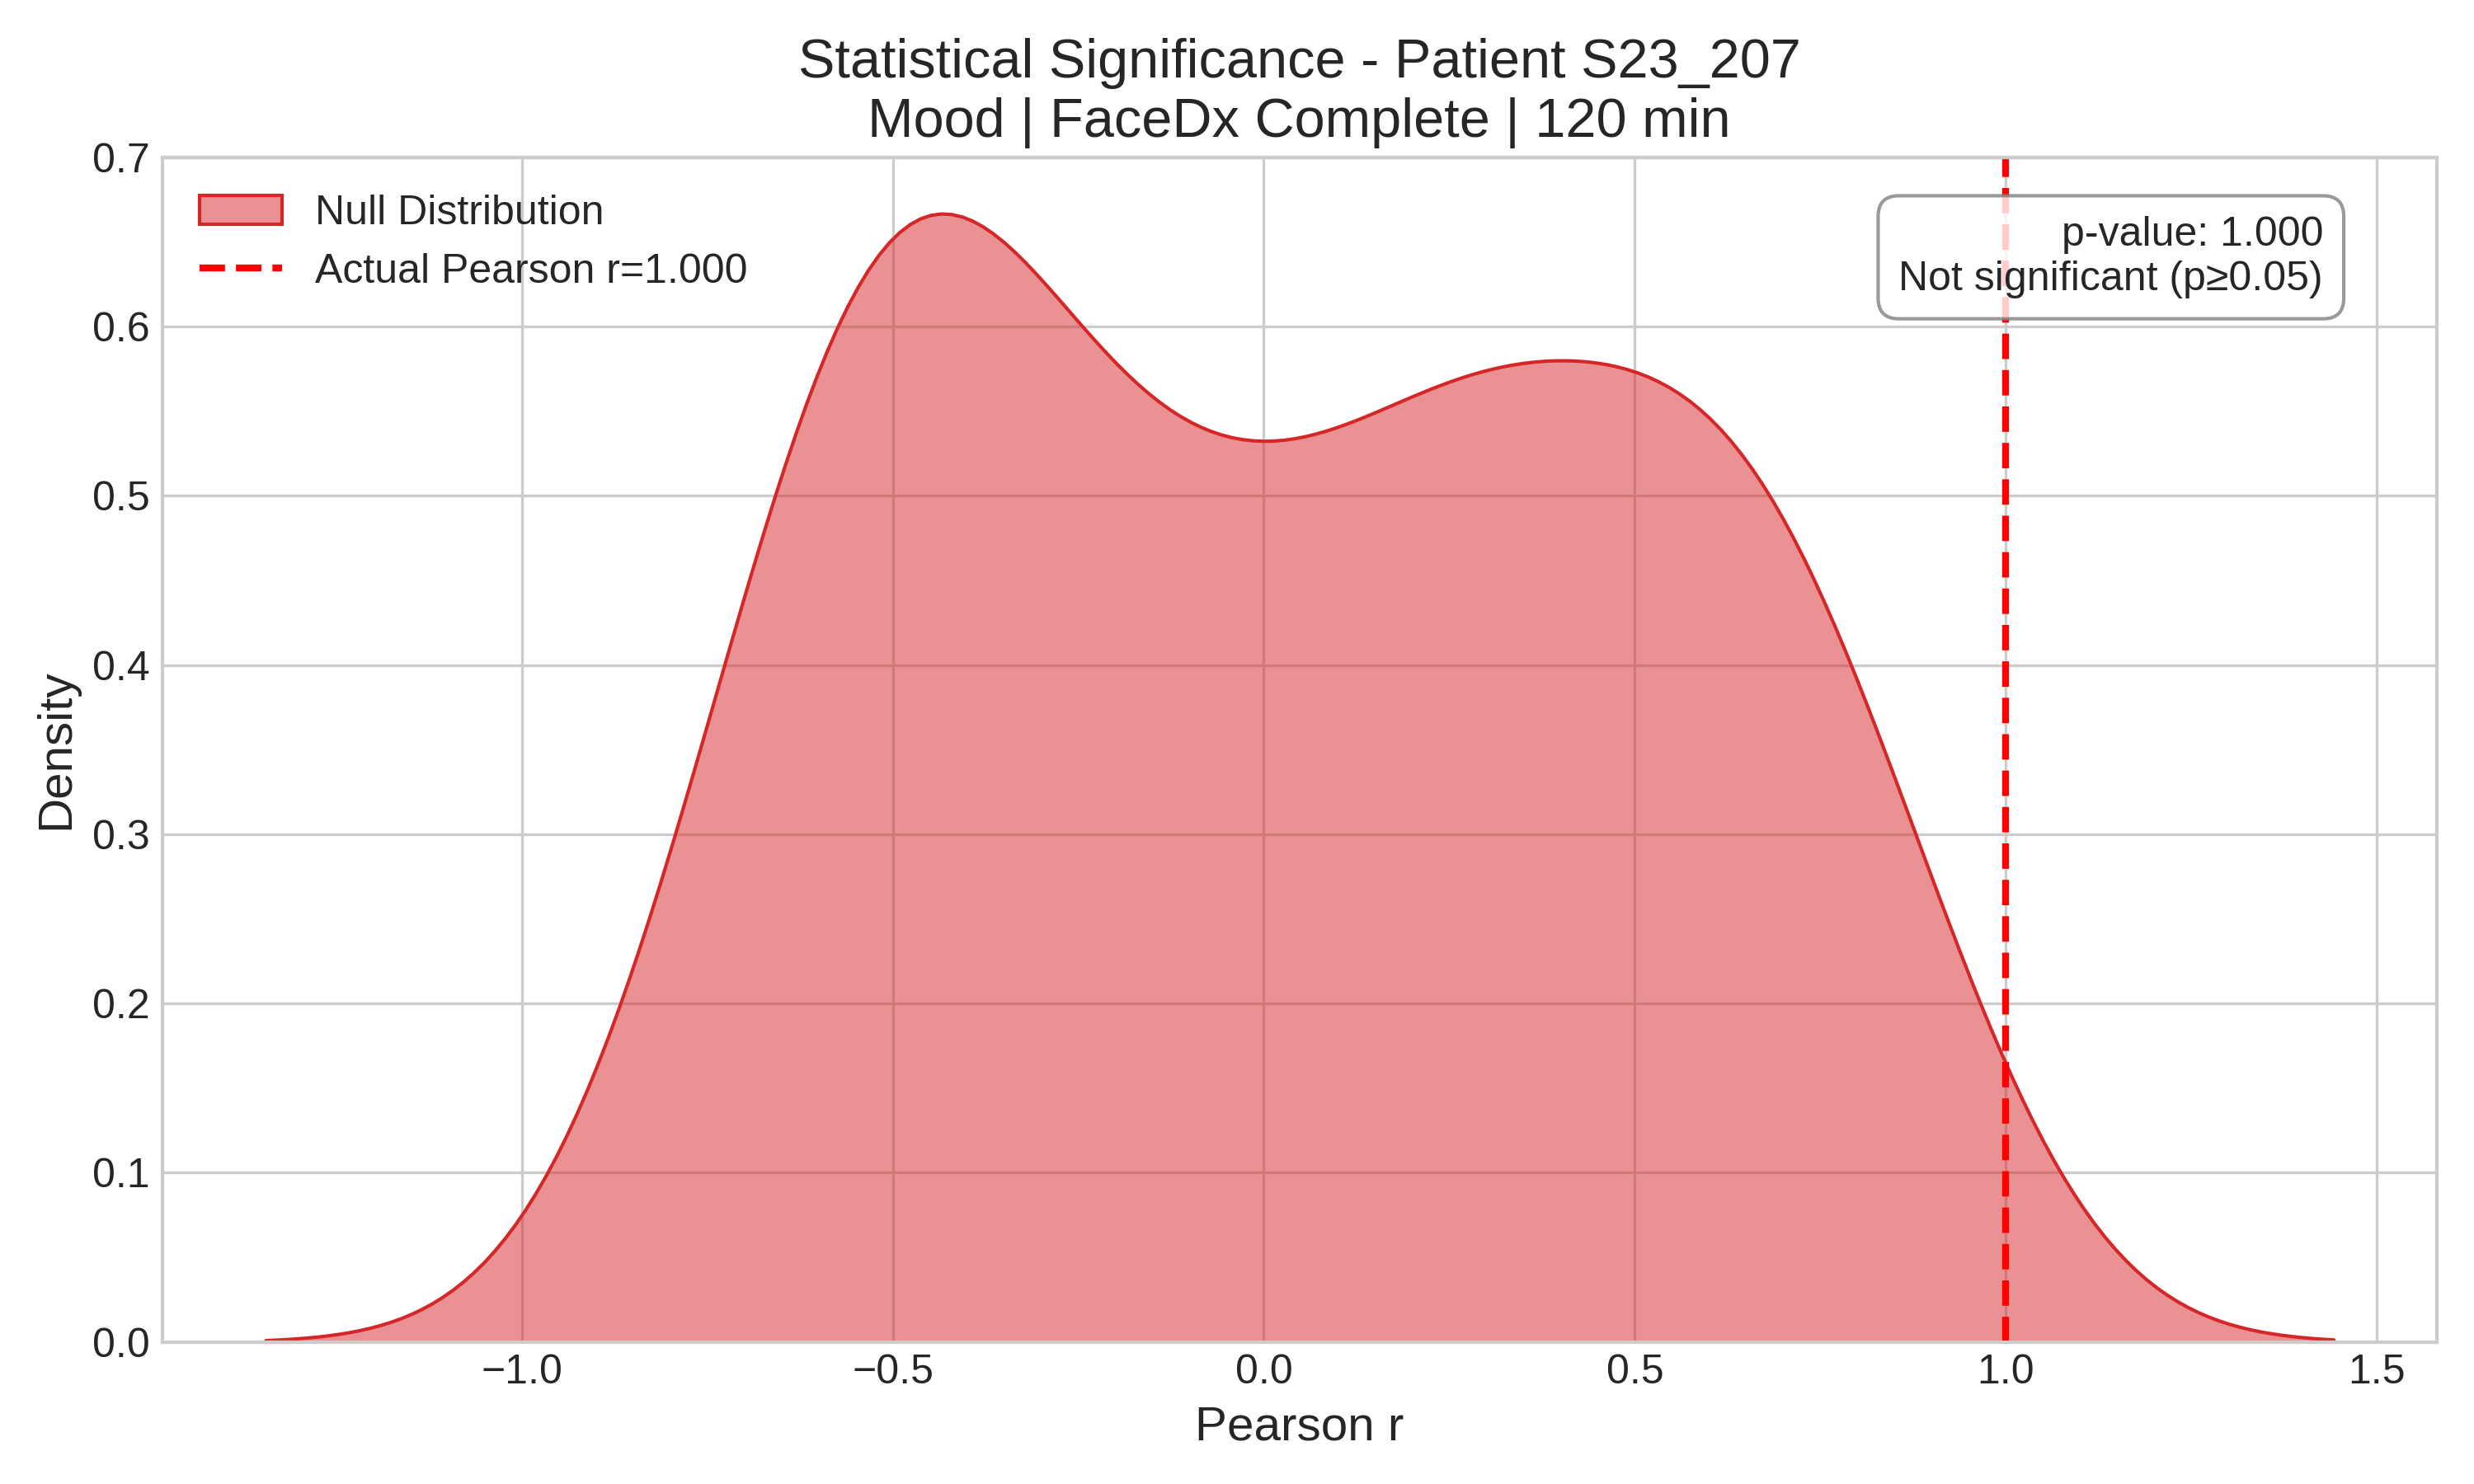 Statistical Significance - Patient S23_207
Mood | FaceDx Complete | 120 min
Null Distribution
Actual Pearson r=1.000
p-value: 1.000
Not significant (p≥0.05)
Density
0.7
0.6
0.5
0.4
0.3
0.2
0.1
0.0
−1.0
−0.5
0.0
0.5
1.0
1.5
Pearson r